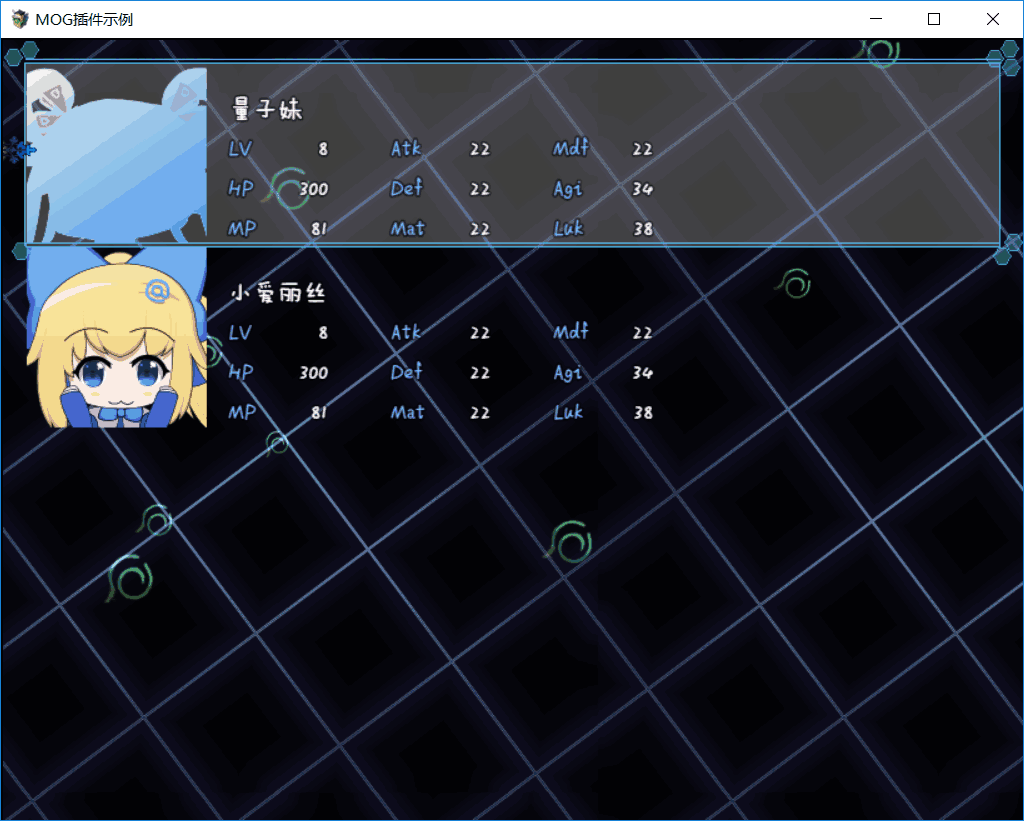 MOG插件示例
量子妹
LV 8 Atk 22 Mdf 22
HP 300 Def 22 Agi 34
MP 81 Mat 22 Luk 38
小爱丽丝
LV 8 Atk 22 Mdf 22
HP 300 Def 22 Agi 34
MP 81 Mat 22 Luk 38